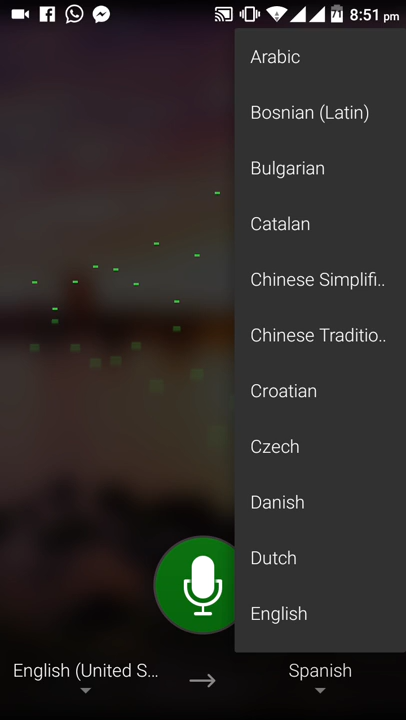 71 8:51 pm
Arabic
Bosnian (Latin)
Bulgarian
Catalan
Chinese Simplifi..
Chinese Traditio..
Croatian
Czech
Danish
Dutch
English
English (United S... Spanish